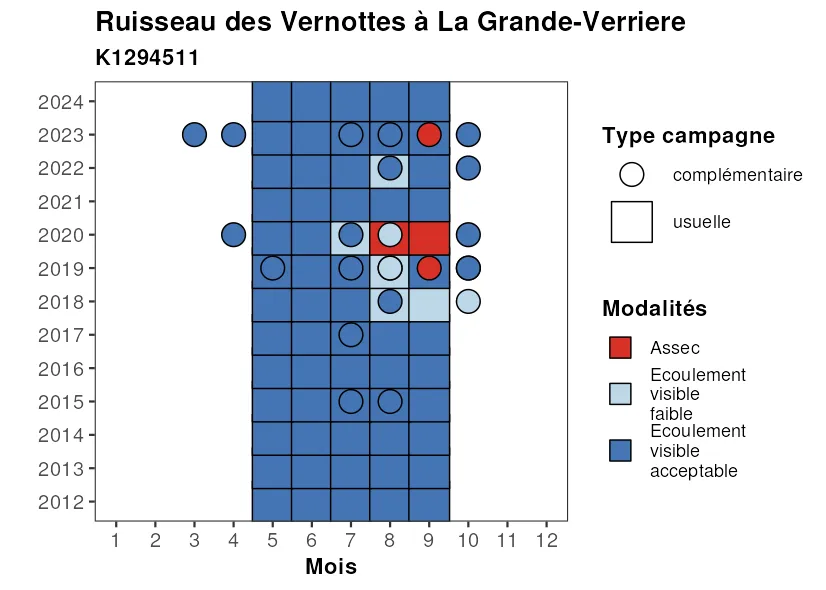 Ruisseau des Vernottes à La Grande-Verriere
K1294511
2024
2023
2022
2021
2020
2019
2018
2017
2016
2015
2014
2013
2012
1 2 3 4 5 6 7 8 9 10 11 12
Mois
Type campagne
complémentaire
usuelle
Modalités
Assec
Ecoulement
visible
faible
Ecoulement
visible
acceptable